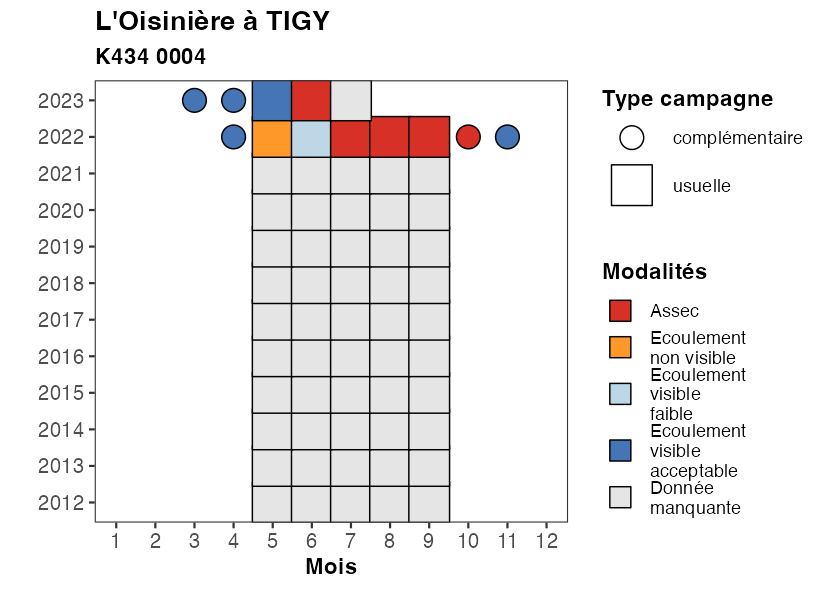 L'Oisinière à TIGY
K434 0004
2023
2022
2021
2020
2019
2018
2017
2016
2015
2014
2013
2012
1 2 3 4 5 6 7 8 9 10 11 12
Mois
Type campagne
complémentaire
usuelle
Modalités
Assec
Ecoulement
non visible
Ecoulement
visible
faible
Ecoulement
visible
acceptable
Donnée
manquante